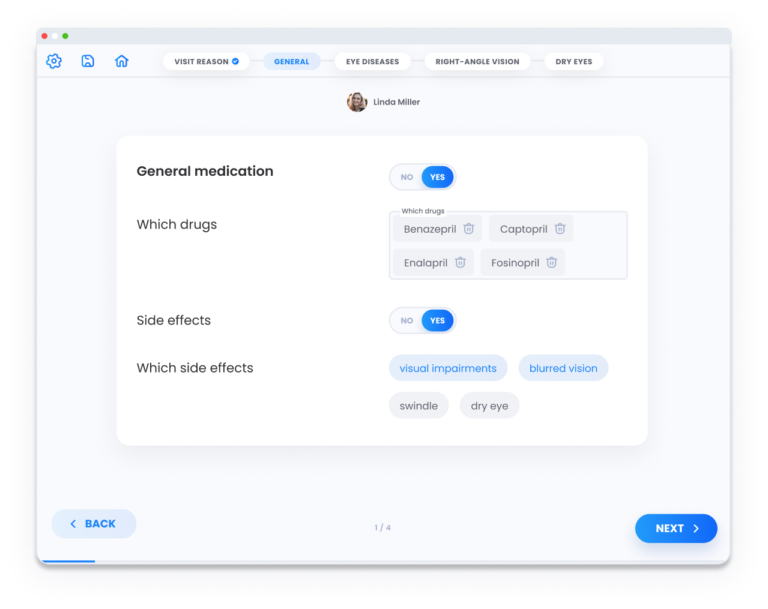 VISIT REASON GENERAL EYE DISEASES RIGHT-ANGLE VISION DRY EYES
Linda Miller
General medication NO YES
Which drugs
Which drugs
Benazepril Captopril
Enalapril Fosinopril
Side effects NO YES
Which side effects visual impairments blurred vision
swindle dry eye
BACK 1 / 4 NEXT